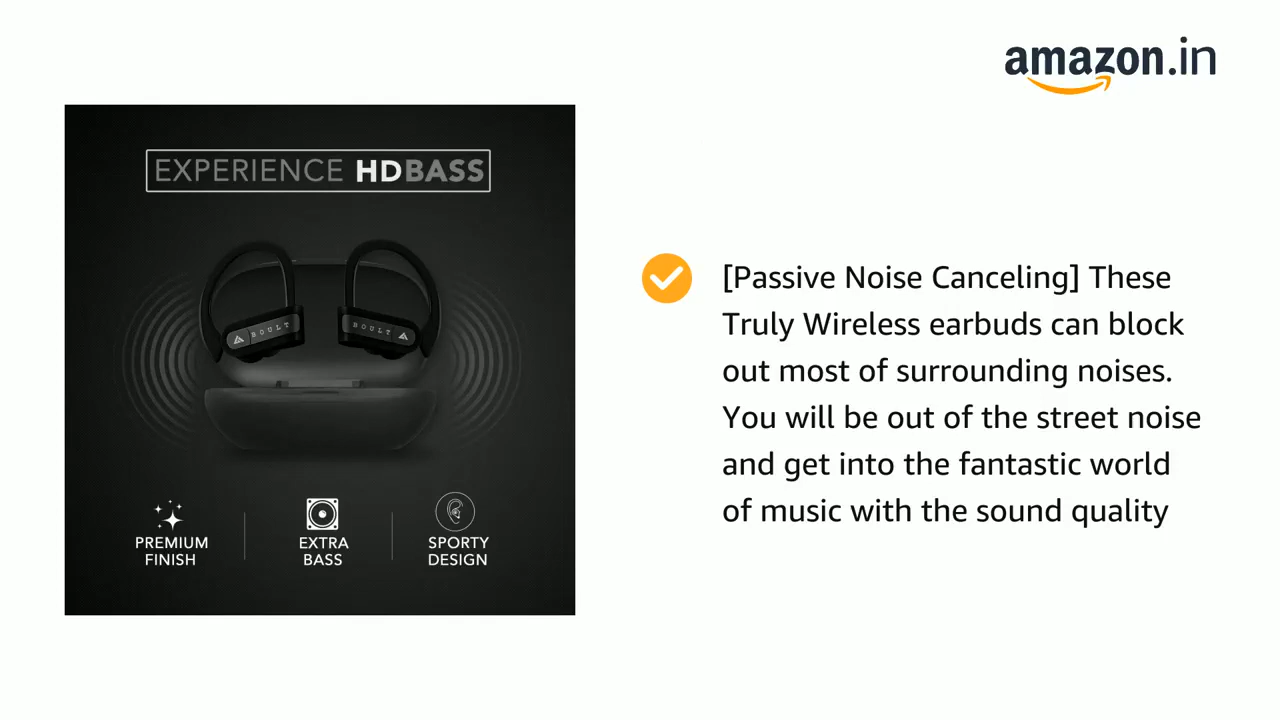 amazon.in
EXPERIENCE HDBASS
BOULT
BOULT
PREMIUM
FINISH
EXTRA
BASS
SPORTY
DESIGN
[Passive Noise Canceling] These
Truly Wireless earbuds can block
out most of surrounding noises.
You will be out of the street noise
and get into the fantastic world
of music with the sound quality